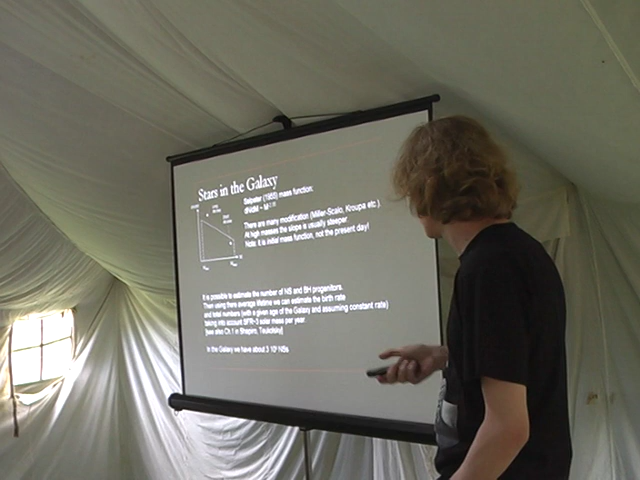 Stars in the Galaxy
Salpeter (1955) mass function:
dN/dM ~ M
There are many modification (Miller-Scalo, Kroupa etc.)
At high masses the slope is usually steeper.
Note: it is initial mass function, not the present day!
It is possible to estimate the number of NS and BH progenitors.
Then using there average lifetime we can estimate the birth rate
and total numbers (with a given age of the Galaxy and assuming constant rate)
taking into account SFR~3 solar mass per year.
[see also Ch.1 in Shapiro, Teukolsky]
In the Galaxy we have about 3 10 NSs